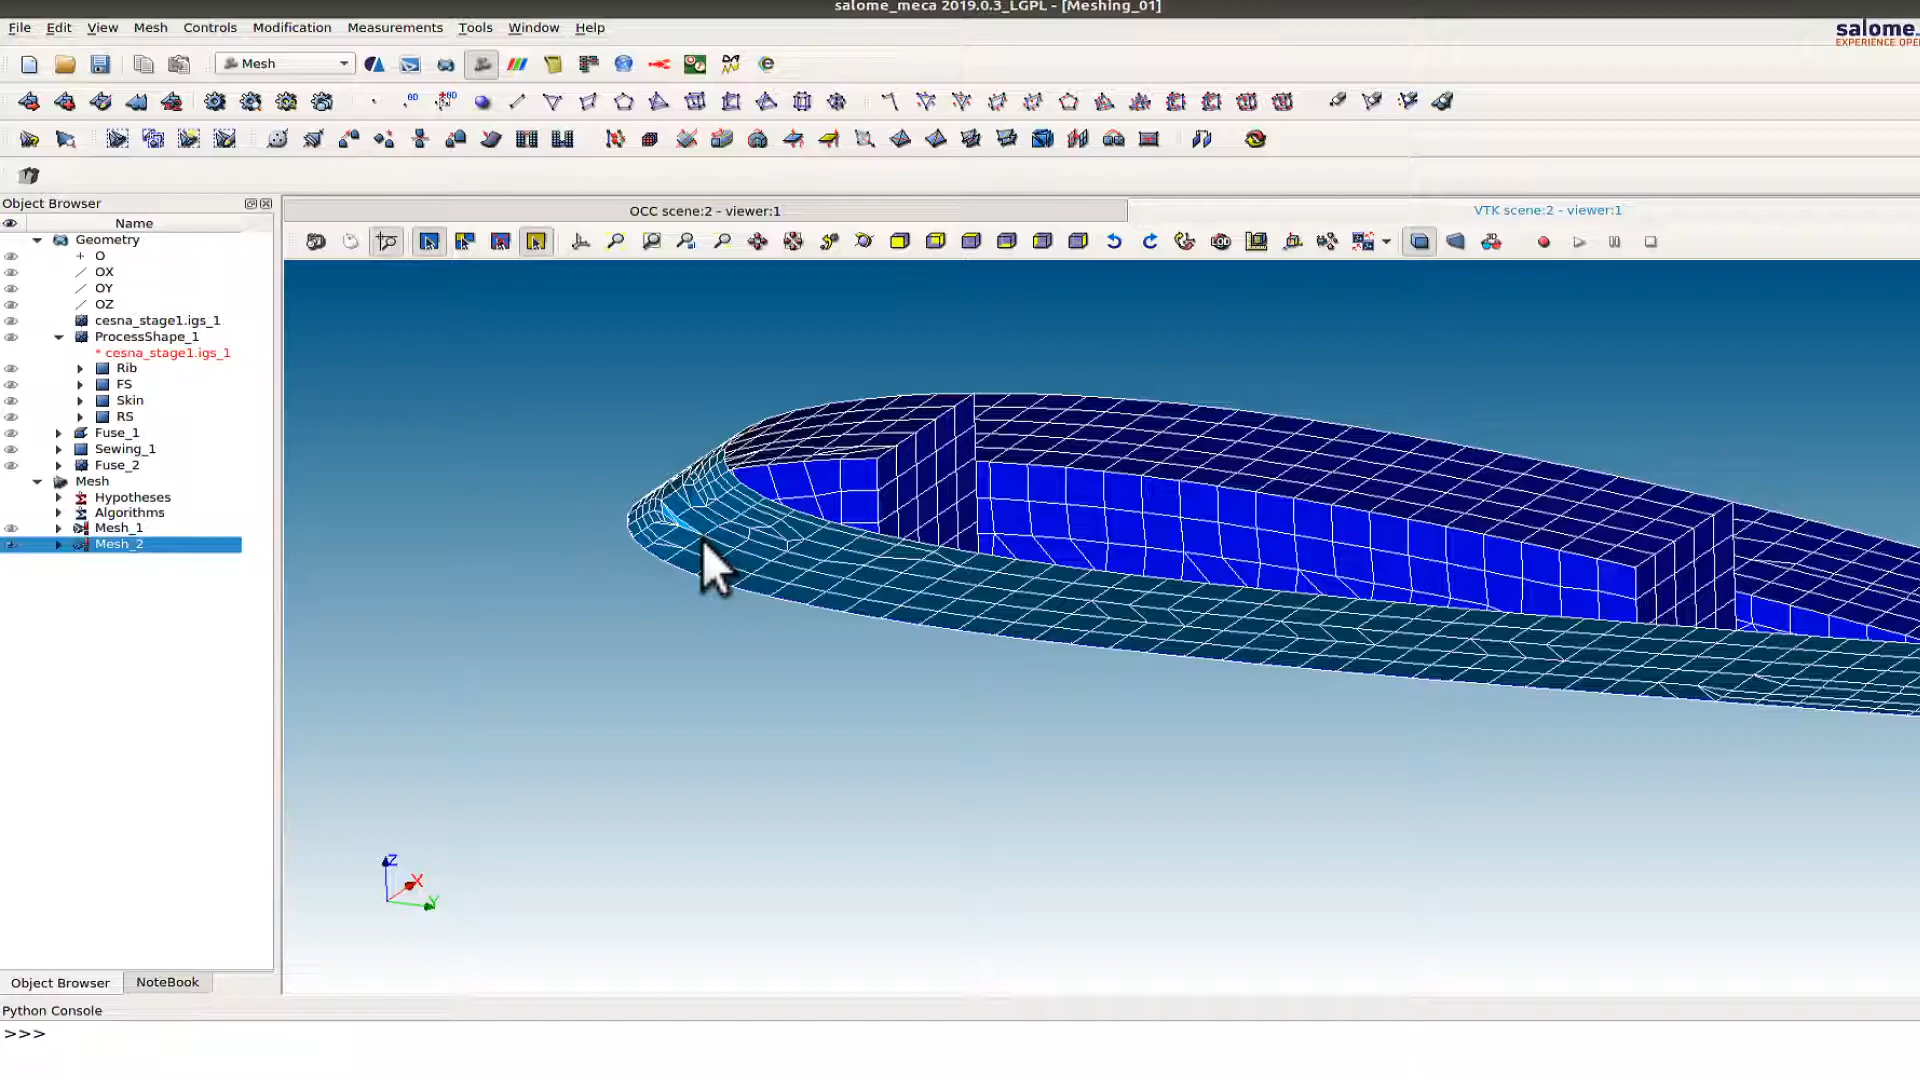 salome_meca 2019.0.3_LGPL - [Meshing_01]
File Edit View Mesh Controls Modification Measurements Tools Window Help
salome.
EXPERIENCE OPE
Mesh
Object Browser
Name
OCC scene:2 - viewer:1
VTK scene:2 - viewer:1
Geometry
O
OX
OY
OZ
cesna_stage1.igs_1
ProcessShape_1
* cesna_stage1.igs_1
Rib
FS
Skin
RS
Fuse_1
Sewing_1
Fuse_2
Mesh
Hypotheses
Algorithms
Mesh_1
Mesh_2
Z
X
Y
Object Browser NoteBook
Python Console
>>>